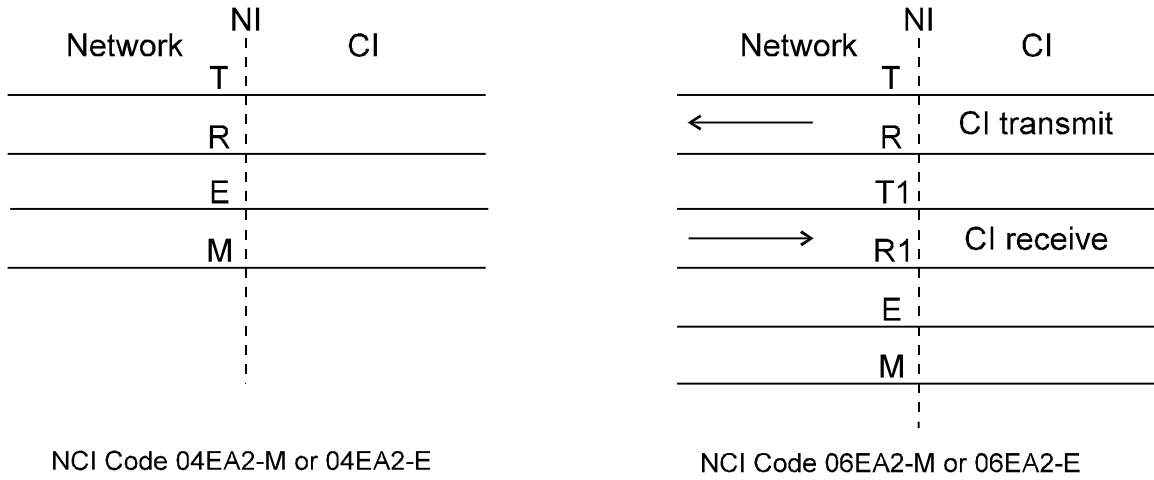 NI
Network CI
T
R
E
M
NCI Code 04EA2-M or 04EA2-E
NI
Network CI
T
CI transmit
R
T1
CI receive
R1
E
M
NCI Code 06EA2-M or 06EA2-E